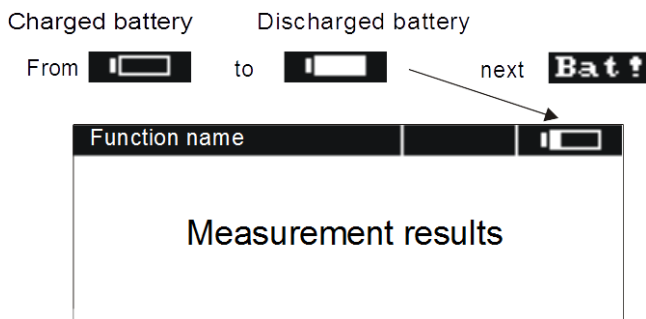 Charged battery Discharged battery
From to next Bat!
Function name
Measurement results